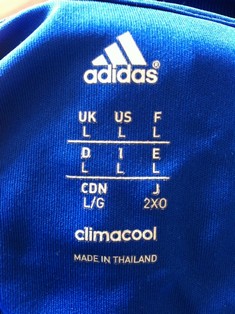 adidas®
UK US F
L L L
D I E
L L L
CDN J
L/G 2XO
climacool
MADE IN THAILAND